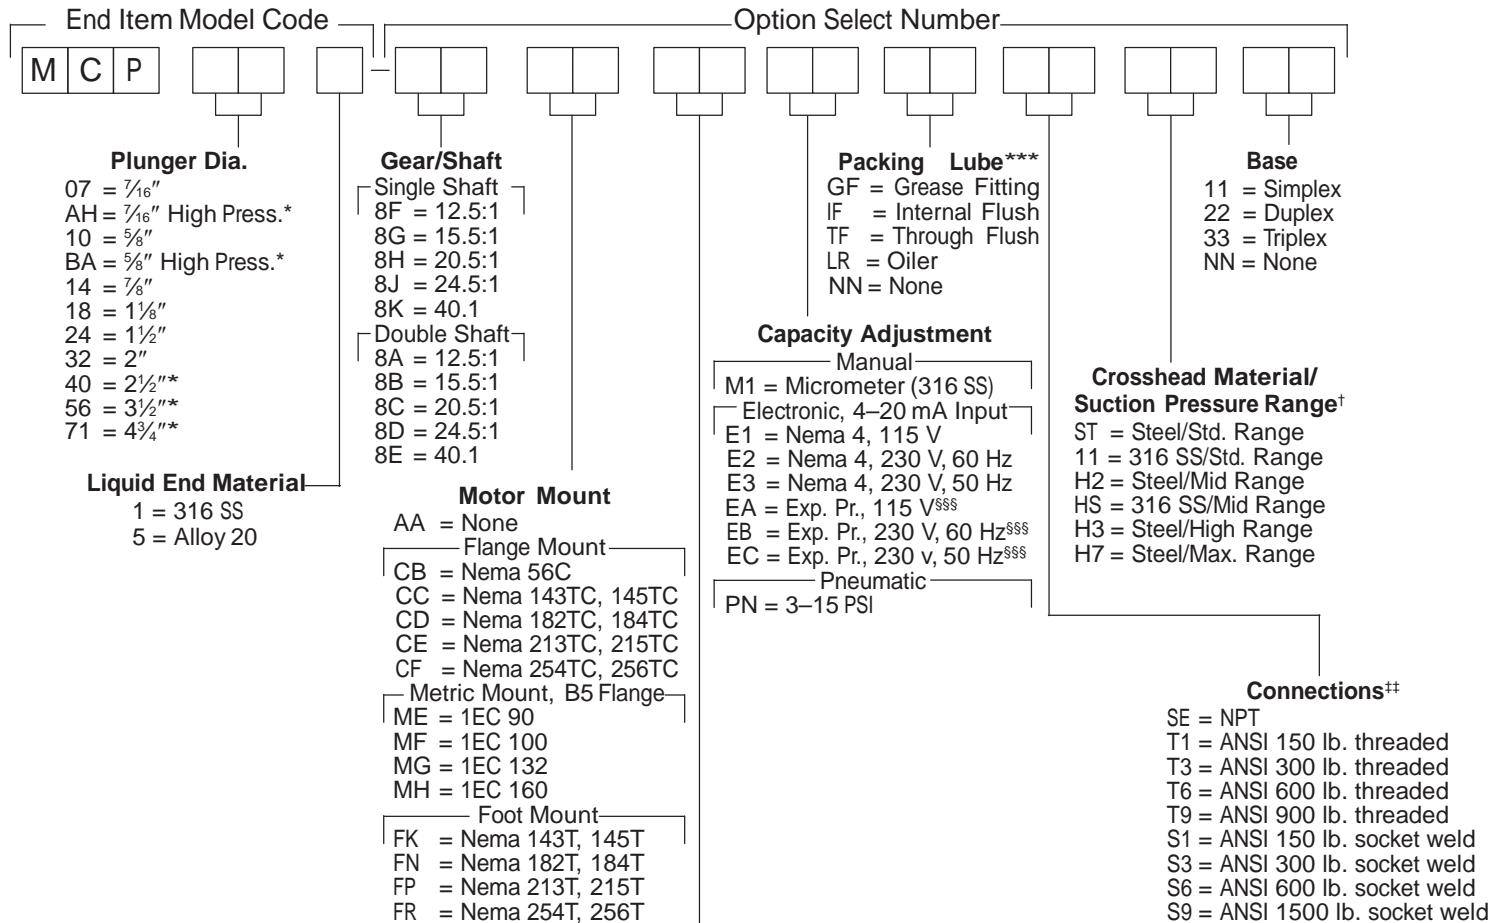 End Item Model Code
Option Select Number
M C P
Plunger Dia.
07 = 7⁄16″
AH = 7⁄16″ High Press.*
10 = 5⁄8″
BA = 5⁄8″ High Press.*
14 = 7⁄8″
18 = 1 1⁄8″
24 = 1 1⁄2″
32 = 2″
40 = 2 1⁄2″*
56 = 3 1⁄2″*
71 = 4 3⁄4″*
Liquid End Material
1 = 316 SS
5 = Alloy 20
Gear/Shaft
Single Shaft
8F = 12.5:1
8G = 15.5:1
8H = 20.5:1
8J = 24.5:1
8K = 40.1
Double Shaft
8A = 12.5:1
8B = 15.5:1
8C = 20.5:1
8D = 24.5:1
8E = 40.1
Motor Mount
AA = None
Flange Mount
CB = Nema 56C
CC = Nema 143TC, 145TC
CD = Nema 182TC, 184TC
CE = Nema 213TC, 215TC
CF = Nema 254TC, 256TC
Metric Mount, B5 Flange
ME = 1EC 90
MF = 1EC 100
MG = 1EC 132
MH = 1EC 160
Foot Mount
FK = Nema 143T, 145T
FN = Nema 182T, 184T
FP = Nema 213T, 215T
FR = Nema 254T, 256T
Packing Lube***
GF = Grease Fitting
IF = Internal Flush
TF = Through Flush
LR = Oiler
NN = None
Capacity Adjustment
Manual
M1 = Micrometer (316 SS)
Electronic, 4–20 mA Input
E1 = Nema 4, 115 V
E2 = Nema 4, 230 V, 60 Hz
E3 = Nema 4, 230 V, 50 Hz
EA = Exp. Pr., 115 V§§§
EB = Exp. Pr., 230 V, 60 Hz§§§
EC = Exp. Pr., 230 v, 50 Hz§§§
Pneumatic
PN = 3–15 PSI
Base
11 = Simplex
22 = Duplex
33 = Triplex
NN = None
Crosshead Material/
Suction Pressure Range†
ST = Steel/Std. Range
11 = 316 SS/Std. Range
H2 = Steel/Mid Range
HS = 316 SS/Mid Range
H3 = Steel/High Range
H7 = Steel/Max. Range
Connections‡‡
SE = NPT
T1 = ANSI 150 lb. threaded
T3 = ANSI 300 lb. threaded
T6 = ANSI 600 lb. threaded
T9 = ANSI 900 lb. threaded
S1 = ANSI 150 lb. socket weld
S3 = ANSI 300 lb. socket weld
S6 = ANSI 600 lb. socket weld
S9 = ANSI 1500 lb. socket weld